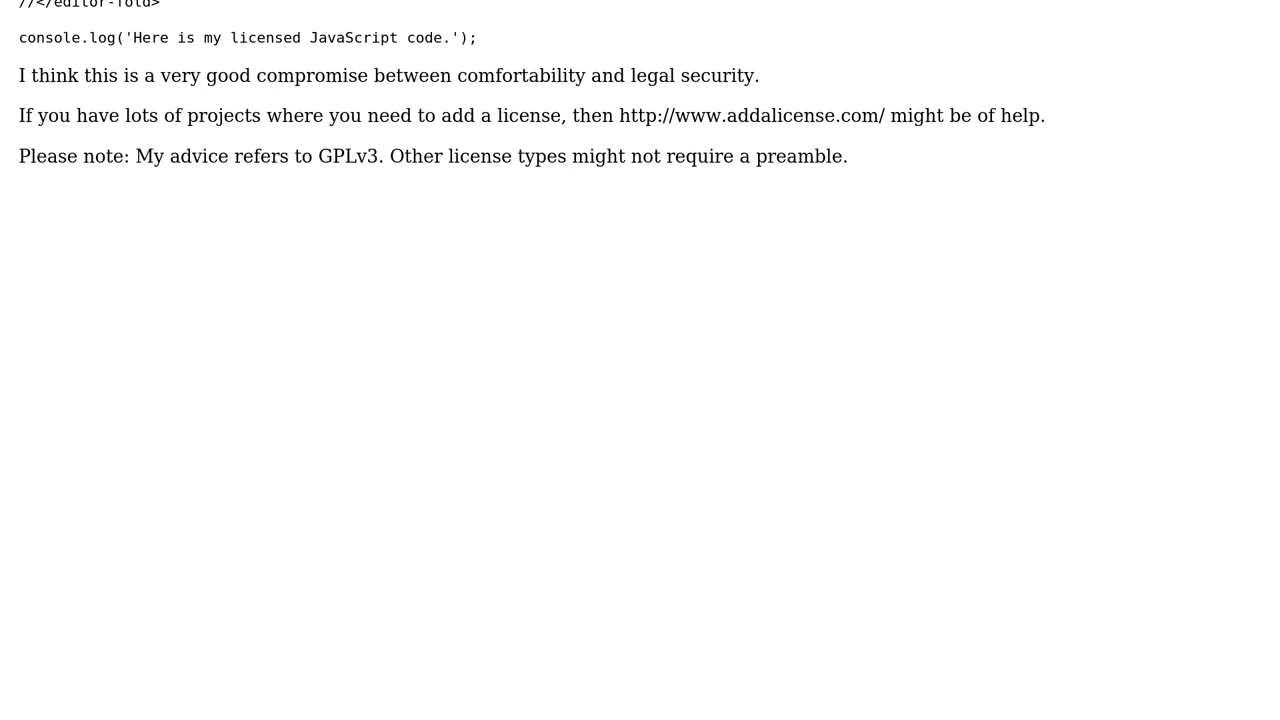 //</editor-fold>
console.log('Here is my licensed JavaScript code.');
I think this is a very good compromise between comfortability and legal security.
If you have lots of projects where you need to add a license, then http://www.addalicense.com/ might be of help.
Please note: My advice refers to GPLv3. Other license types might not require a preamble.